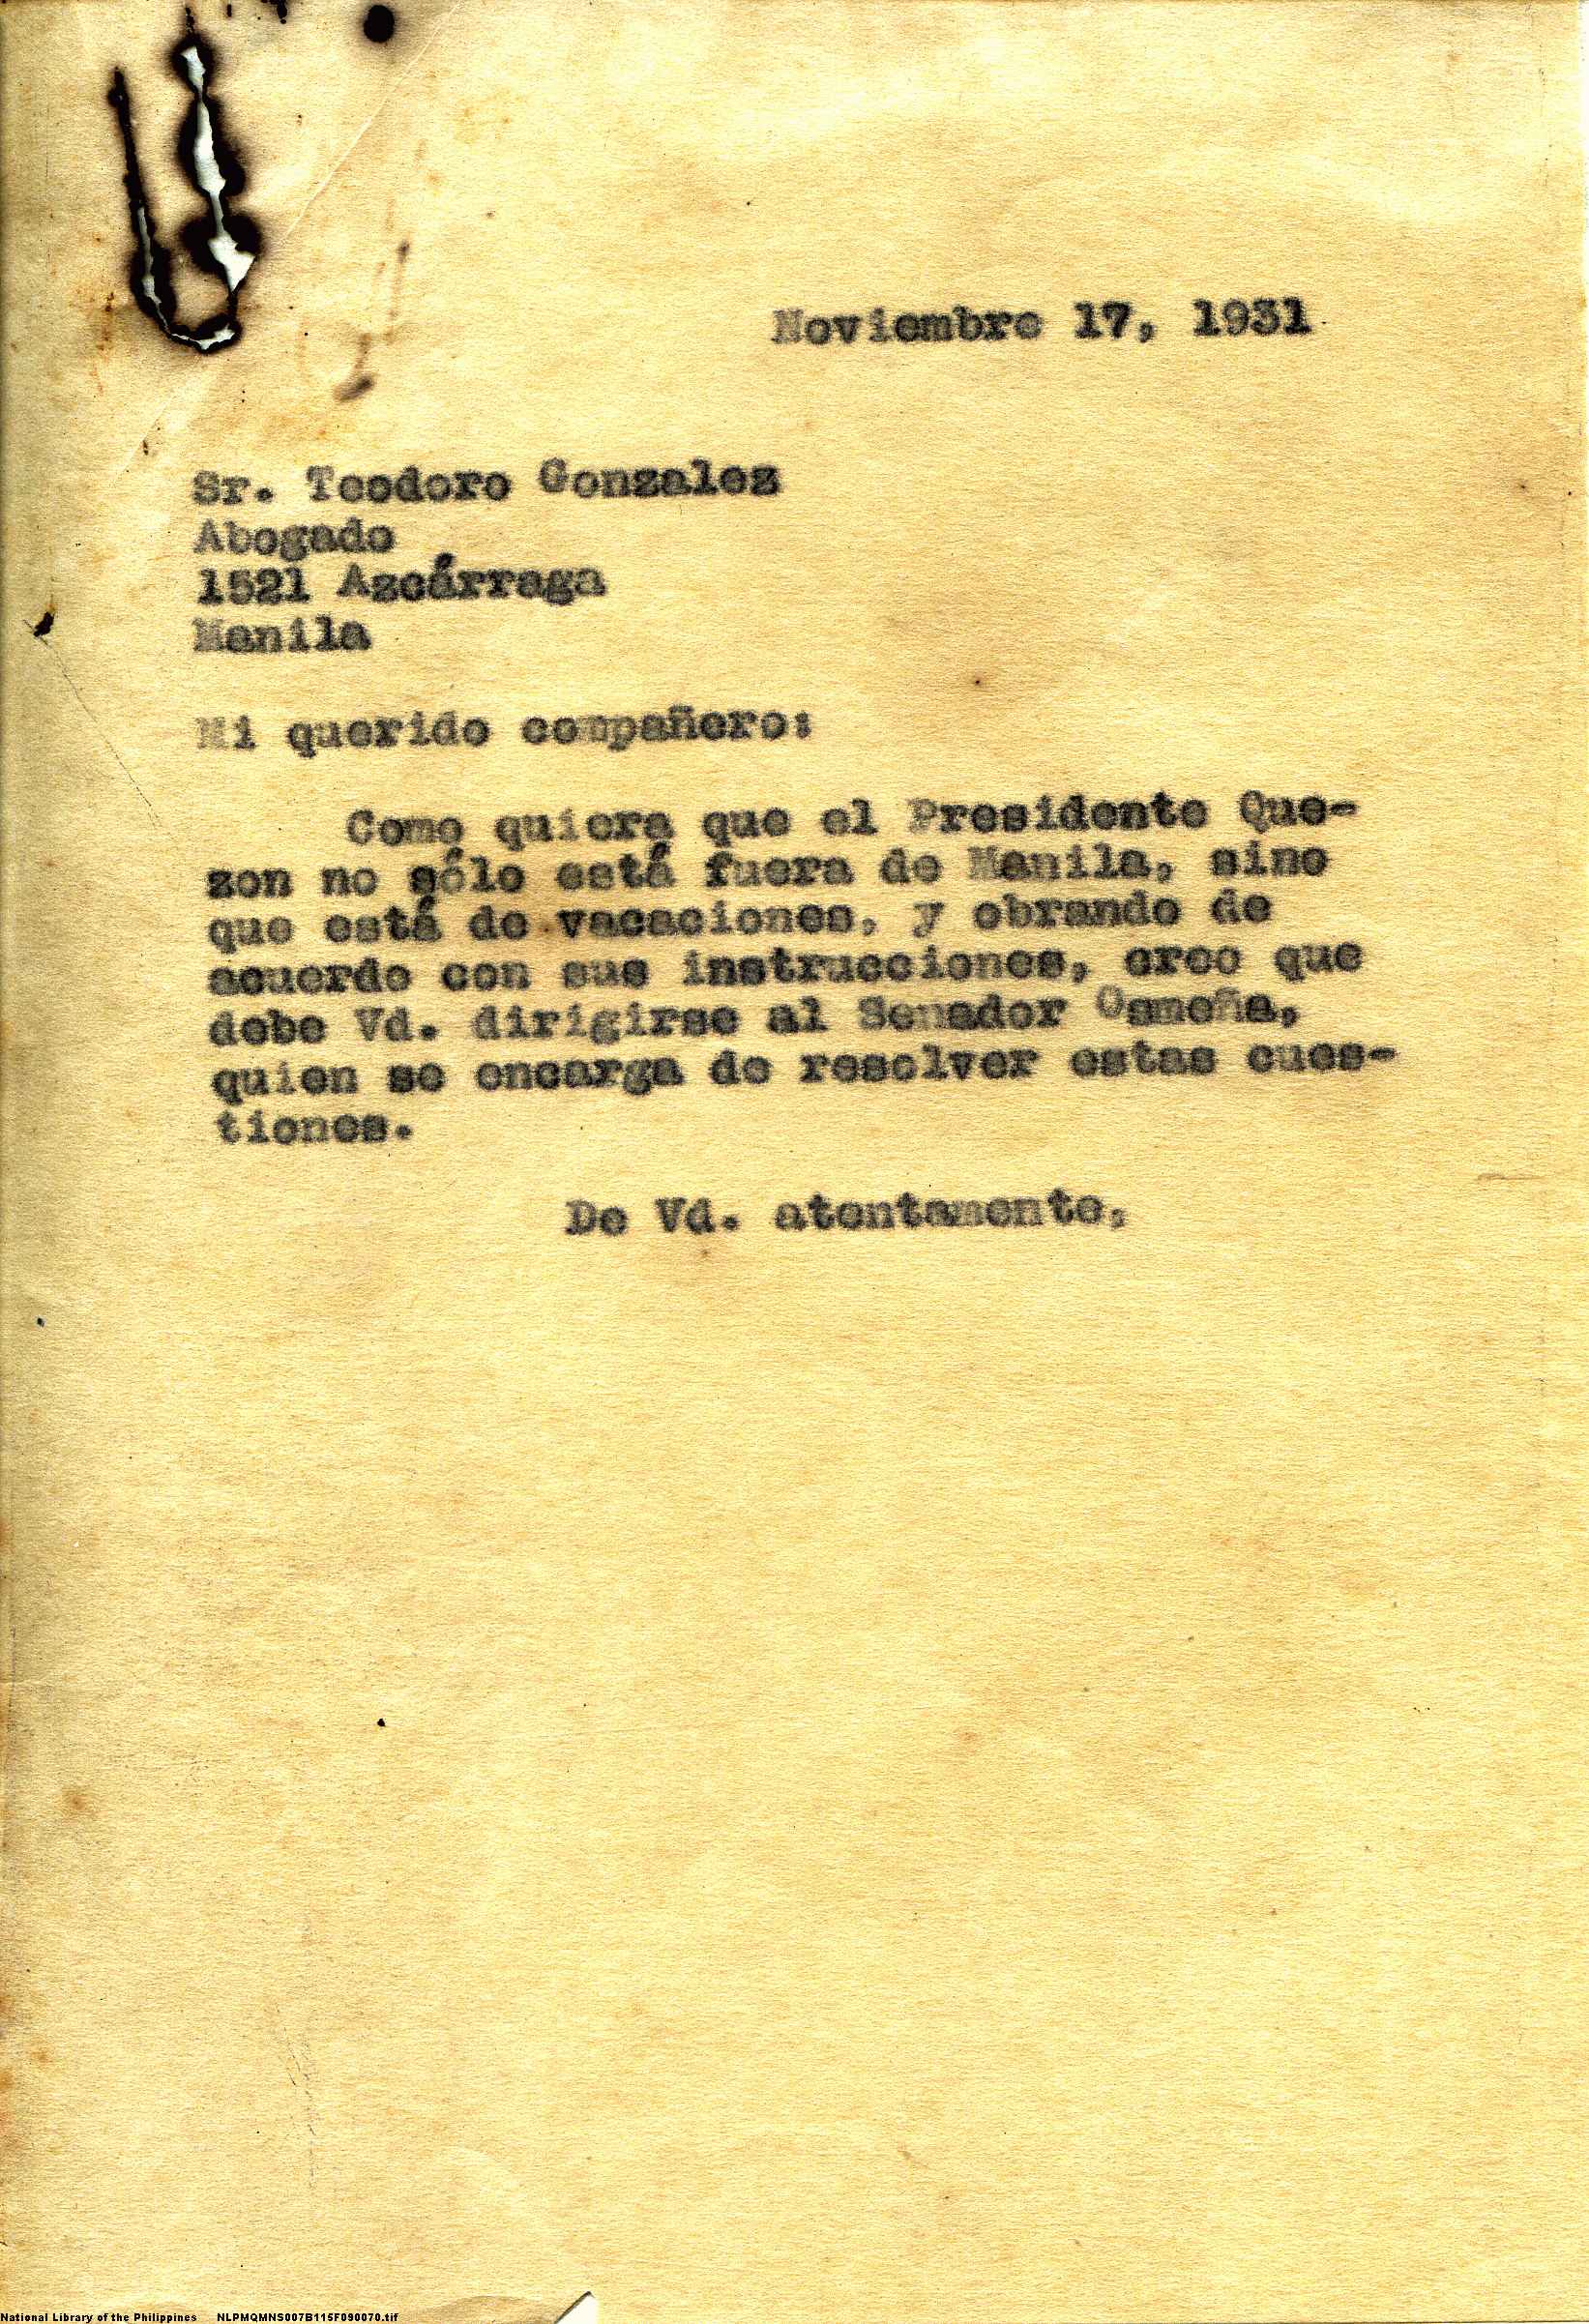 Noviembre 17, 1931
Sr. Teodoro Gonzalez
Abogado
1521 Azcárraga
Manila
Mi querido compañero:
Como quiera que el Presidente Que-
zon no sólo está fuera de Manila, sino
que está de vacaciones, y obrando de
acuerdo con sus instrucciones, creo que
debe Vd. dirigirse al Senador Osmeña,
quien se encarga de resolver estas cues-
tiones.
De Vd. atentamente,
National Library of the Philippines NLPMQMNS007B115F090070.tif